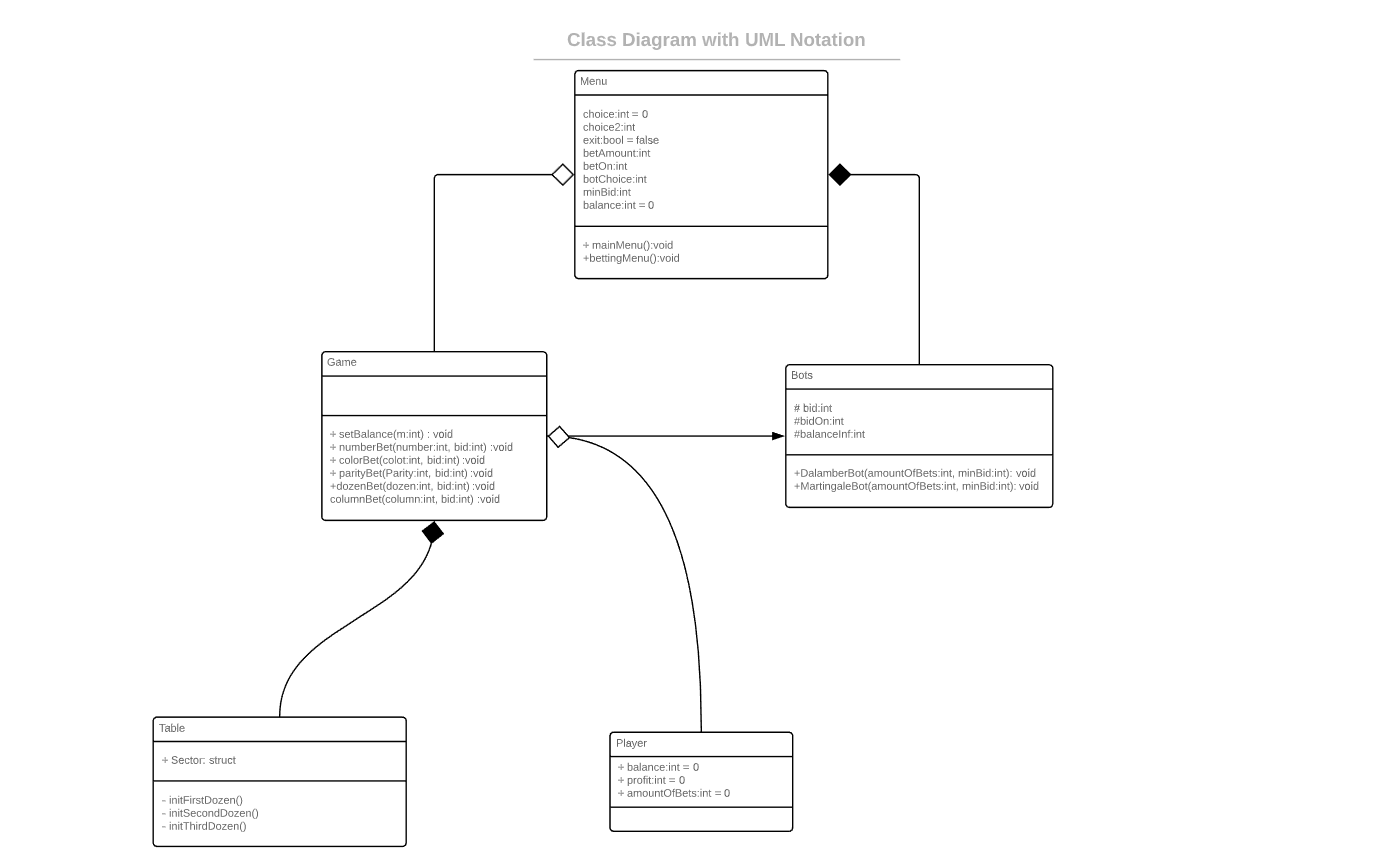 Class Diagram with UML Notation
Menu
choice:int = 0
choice2:int
exit:bool = false
betAmount:int
betOn:int
botChoice:int
minBid:int
balance:int = 0
+ mainMenu():void
+bettingMenu():void
Game
+ setBalance(m:int) : void
+ numberBet(number:int, bid:int) :void
+ colorBet(colot:int, bid:int) :void
+ parityBet(Parity:int, bid:int) :void
+dozenBet(dozen:int, bid:int) :void
columnBet(column:int, bid:int) :void
Bots
# bid:int
#bidOn:int
#balanceInf:int
+DalamberBot(amountOfBets:int, minBid:int): void
+MartingaleBot(amountOfBets:int, minBid:int): void
Table
+ Sector: struct
- initFirstDozen()
- initSecondDozen()
- initThirdDozen()
Player
+ balance:int = 0
+ profit:int = 0
+ amountOfBets:int = 0